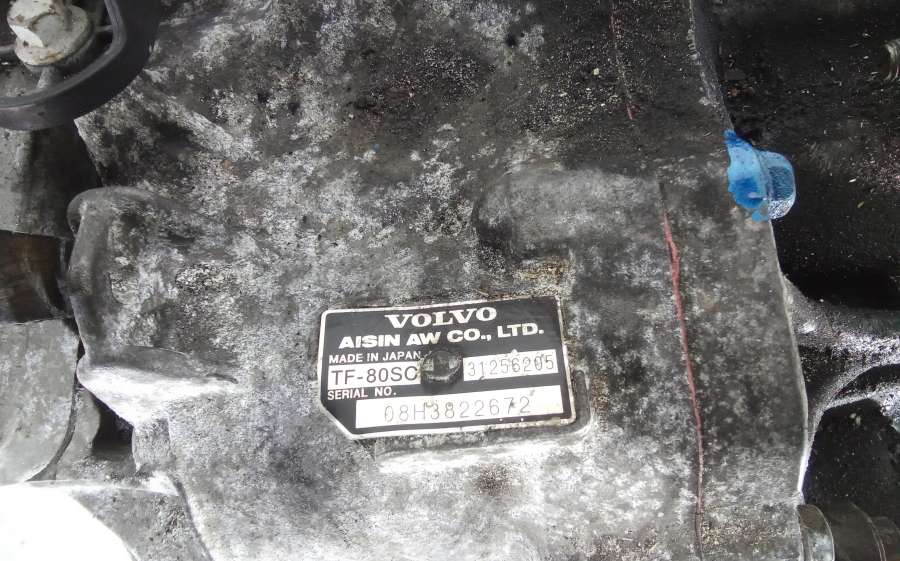 VOLVO
AISIN AW CO., LTD.
MADE IN JAPAN
TF-80SC 31256205
SERIAL NO.
08H3822672